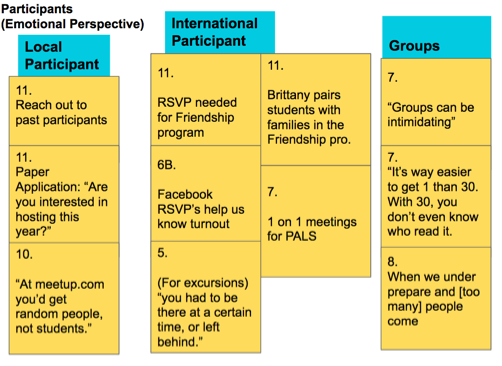 Participants
(Emotional Perspective)
Local
Participant
11.
Reach out to
past participants
11.
Paper
Application: “Are
you interested in
hosting this
year?”
10.
“At meetup.com
you’d get
random people,
not students.”
International
Participant
11.
RSVP needed
for Friendship
program
6B.
Facebook
RSVP’s help us
know turnout
5.
(For excursions)
“you had to be
there at a certain
time, or left
behind.”
11.
Brittany pairs
students with
families in the
Friendship pro.
7.
1 on 1 meetings
for PALS
Groups
7.
“Groups can be
intimidating”
7.
“It’s way easier
to get 1 than 30.
With 30, you
don’t even know
who read it.
8.
When we under
prepare and [too
many] people
come